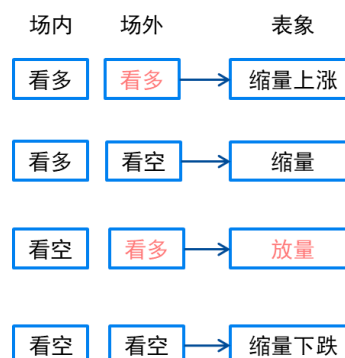 场内 场外 表象
看多 看多 缩量上涨
看多 看空 缩量
看空 看多 放量
看空 看空 缩量下跌